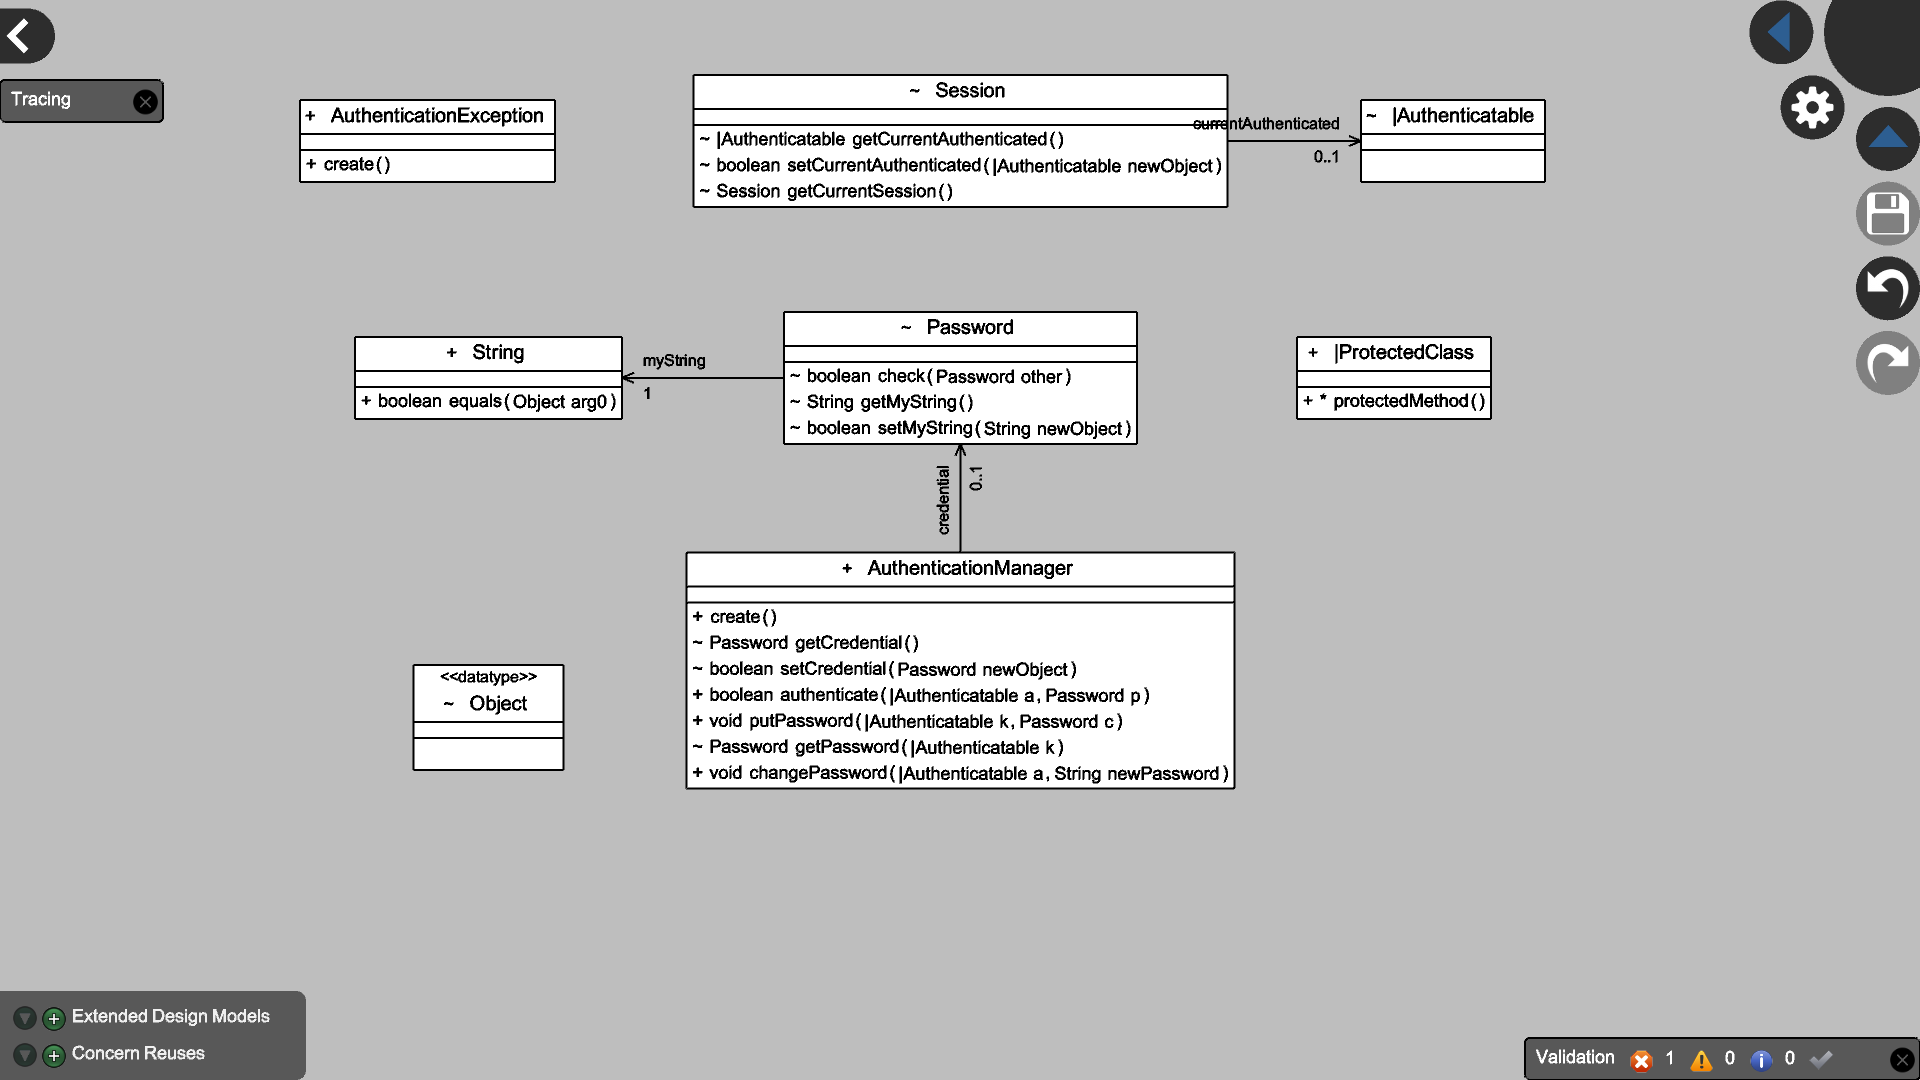 Tracing
+ AuthenticationException
+ create()
~ Session
~ |Authenticatable getCurrentAuthenticated()
~ boolean setCurrentAuthenticated(|Authenticatable newObject)
~ Session getCurrentSession()
currentAuthenticated
0..1
~ |Authenticatable
+ String
+ boolean equals(Object arg0)
myString
1
~ Password
~ boolean check(Password other)
~ String getMyString()
~ boolean setMyString(String newObject)
+ |ProtectedClass
+ * protectedMethod()
credential
0..1
+ AuthenticationManager
+ create()
~ Password getCredential()
~ boolean setCredential(Password newObject)
+ boolean authenticate(|Authenticatable a, Password p)
+ void putPassword(|Authenticatable k, Password c)
~ Password getPassword(|Authenticatable k)
+ void changePassword(|Authenticatable a, String newPassword)
<<datatype>>
~ Object
Extended Design Models
Concern Reuses
Validation 1 0 0